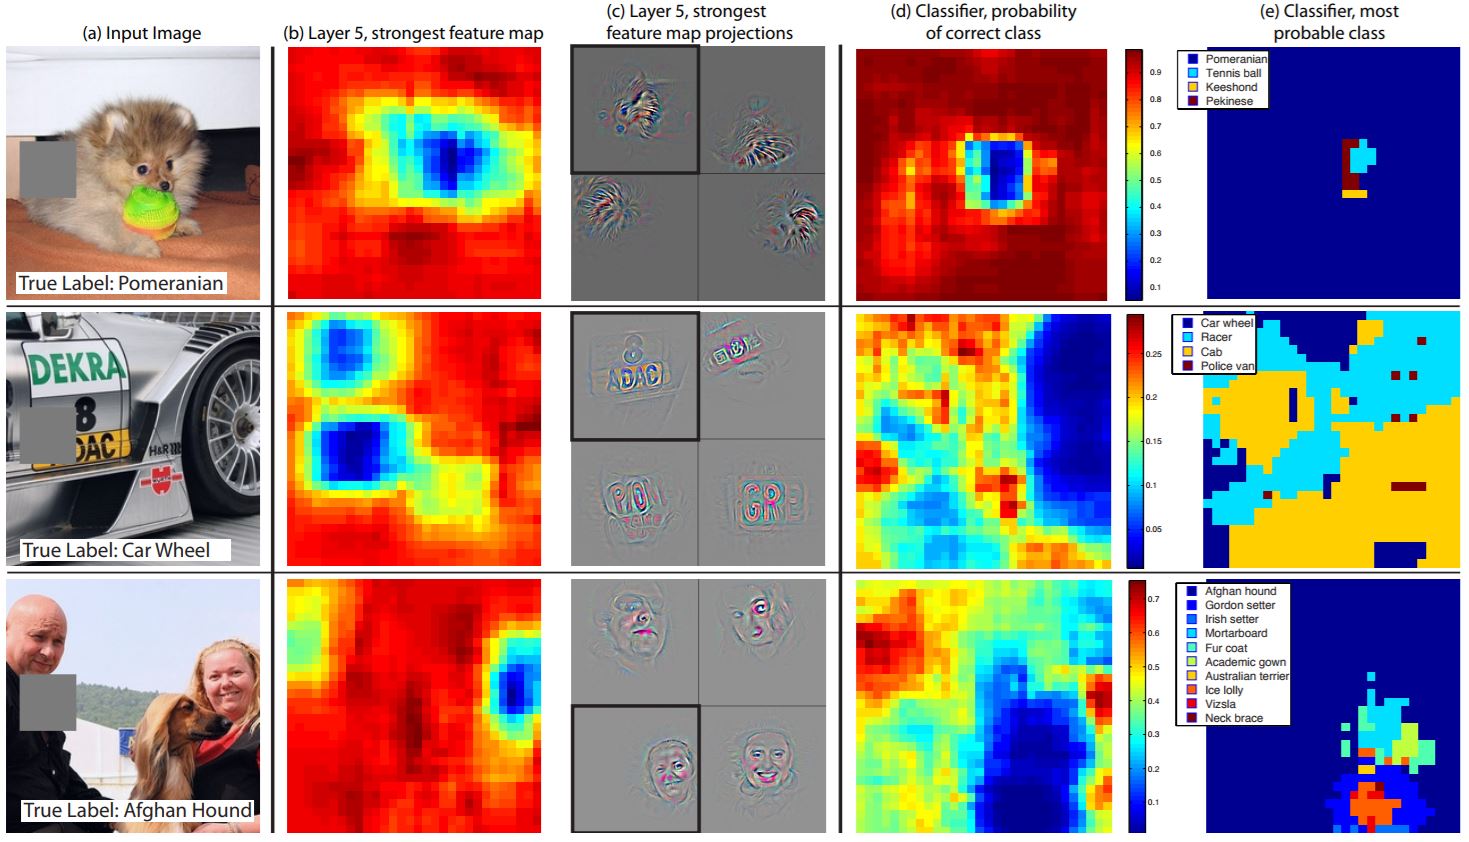 (a) Input Image
(b) Layer 5, strongest feature map
(c) Layer 5, strongest
feature map projections
(d) Classifier, probability
of correct class
(e) Classifier, most
probable class
True Label: Pomeranian
0.9
0.8
0.7
0.6
0.5
0.4
0.3
0.2
0.1
Pomeranian
Tennis ball
Keeshond
Pekinese
DEKRA
8
DAC
H&R
WÜRTH
True Label: Car Wheel
8
ADAC
GR
0.25
0.2
0.15
0.1
0.05
Car wheel
Racer
Cab
Police van
True Label: Afghan Hound
0.7
0.6
0.5
0.4
0.3
0.2
0.1
Afghan hound
Gordon setter
Irish setter
Mortarboard
Fur coat
Academic gown
Australian terrier
Ice lolly
Vizsla
Neck brace